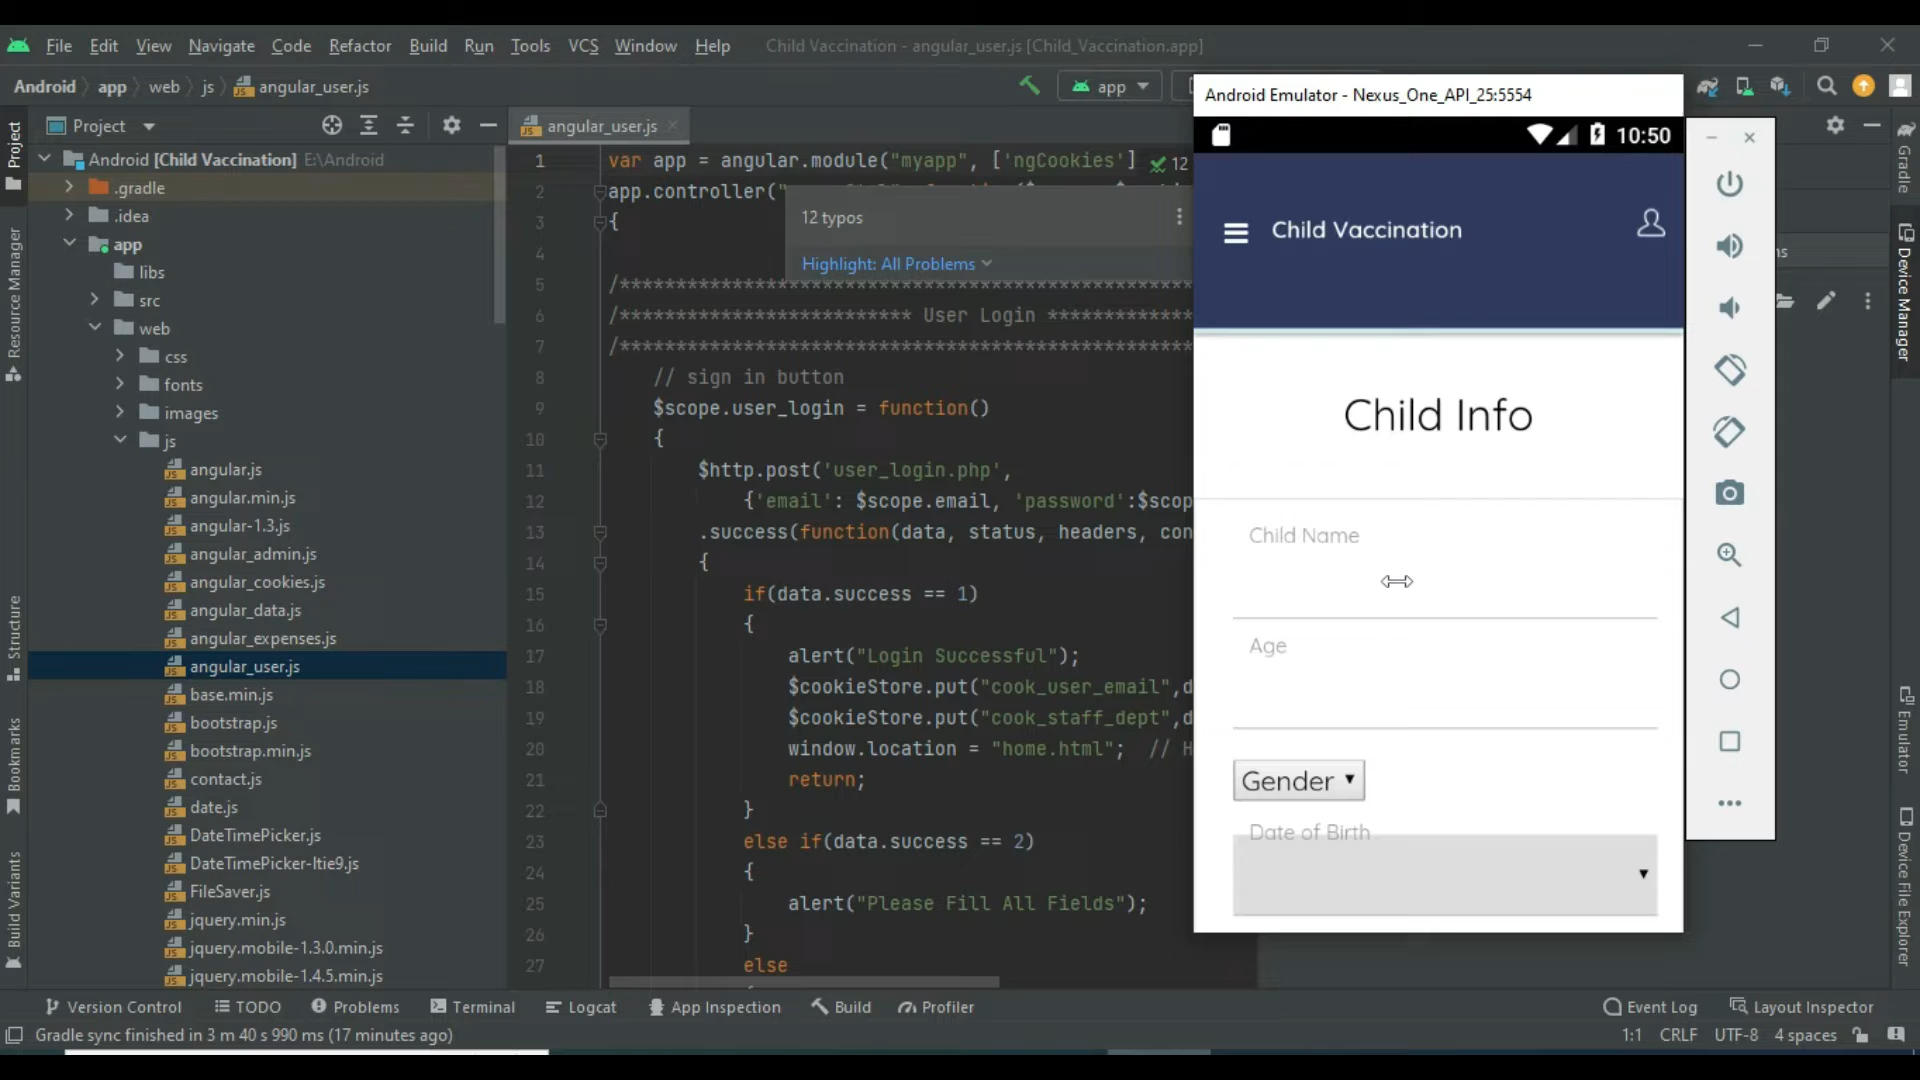 File Edit View Navigate Code Refactor Build Run Tools VCS Window Help Child Vaccination - angular_user.js [Child_Vaccination.app]
Android app web js angular_user.js
app
Project
angular_user.js
Android [Child Vaccination] E:\Android
.gradle
.idea
app
libs
src
web
css
fonts
images
js
angular.js
angular.min.js
angular-1.3.js
angular_admin.js
angular_cookies.js
angular_data.js
angular_expenses.js
angular_user.js
base.min.js
bootstrap.js
bootstrap.min.js
contact.js
date.js
DateTimePicker.js
DateTimePicker-ltie9.js
FileSaver.js
jquery.min.js
jquery.mobile-1.3.0.min.js
jquery.mobile-1.4.5.min.js
Project
Resource Manager
Structure
Bookmarks
Build Variants
1 var app = angular.module("myapp", ['ngCookies'] 12
2 app.controller("
3 {
4
5 /***************************************************
6 /************************** User Login *************
7 /***************************************************
8 // sign in button
9 $scope.user_login = function()
10 {
11 $http.post('user_login.php',
12 {'email': $scope.email, 'password':$scop
13 .success(function(data, status, headers, con
14 {
15 if(data.success == 1)
16 {
17 alert("Login Successful");
18 $cookieStore.put("cook_user_email",d
19 $cookieStore.put("cook_staff_dept",d
20 window.location = "home.html"; // H
21 return;
22 }
23 else if(data.success == 2)
24 {
25 alert("Please Fill All Fields");
26 }
27 else
12 typos
Highlight: All Problems
Android Emulator - Nexus_One_API_25:5554
10:50
Child Vaccination
Child Info
Child Name
Age
Gender
Date of Birth
Gradle
Device Manager
Emulator
Device File Explorer
Version Control TODO Problems Terminal Logcat App Inspection Build Profiler Event Log Layout Inspector
Gradle sync finished in 3 m 40 s 990 ms (17 minutes ago) 1:1 CRLF UTF-8 4 spaces